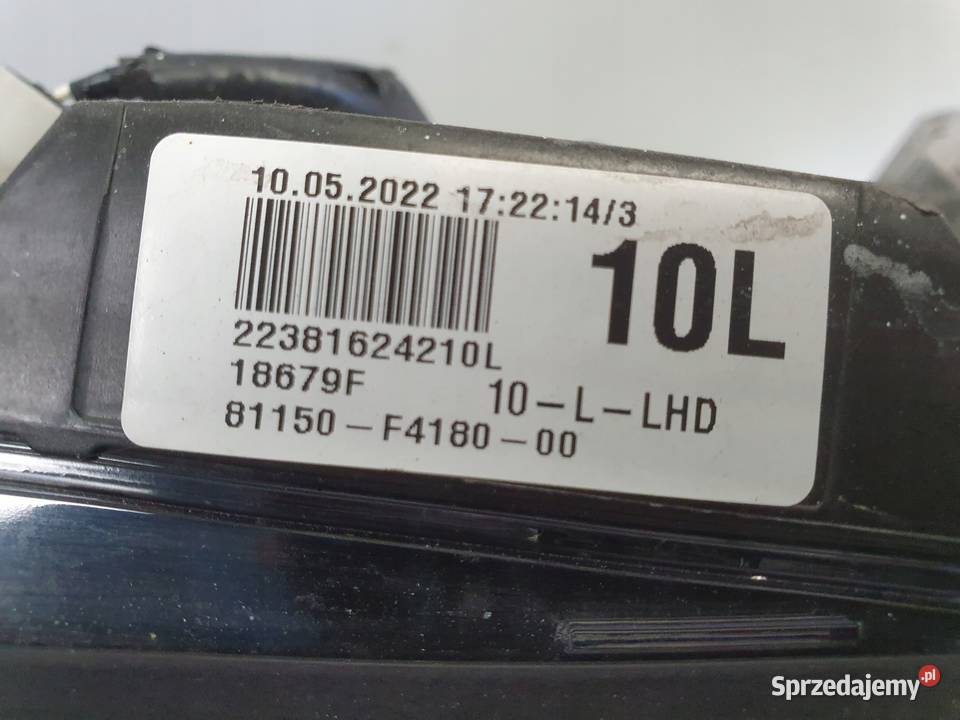 10.05.2022 17:22:14/3
10L
22381624210L
18679F 10-L-LHD
81150-F4180-00
Sprzedajemy.pl